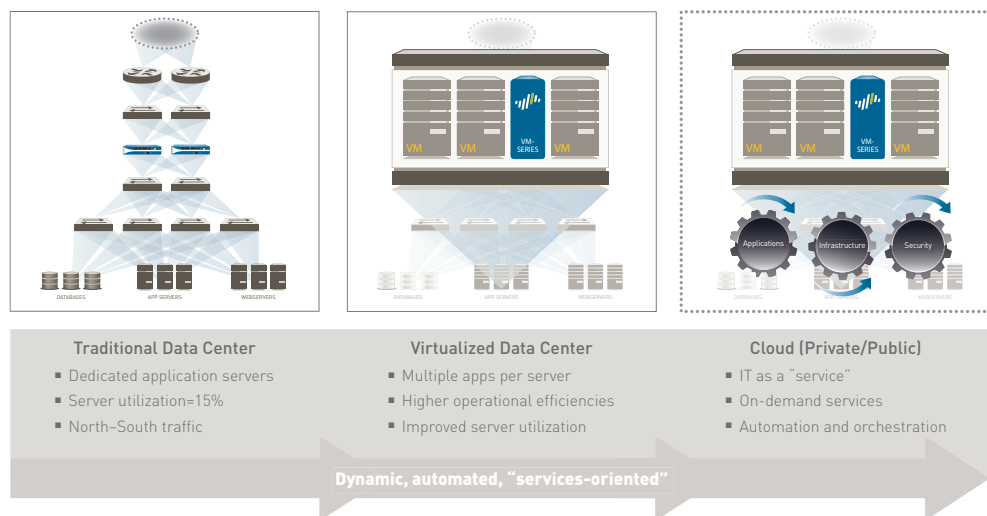 VM
VM
VM-
SERIES
VM
VM
VM
VM-
SERIES
VM
Applications
Infrastructure
Security
DATABASES
APP SERVERS
WEBSERVERS
DATABASES
APP SERVERS
WEBSERVERS
DATABASES
APP SERVERS
WEBSERVERS
Traditional Data Center
▪ Dedicated application servers
▪ Server utilization=15%
▪ North–South traffic
Virtualized Data Center
▪ Multiple apps per server
▪ Higher operational efficiencies
▪ Improved server utilization
Cloud (Private/Public)
▪ IT as a “service”
▪ On-demand services
▪ Automation and orchestration
Dynamic, automated, “services-oriented”